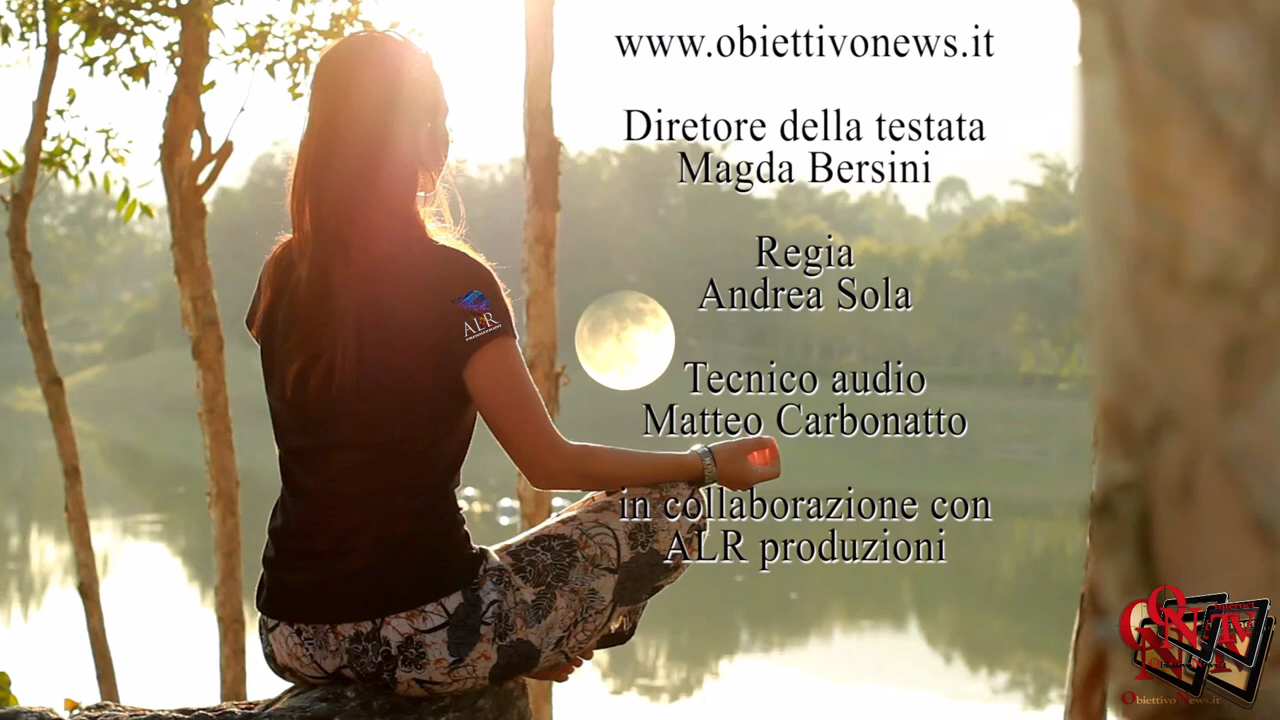 www.obiettivonews.it
Diretore della testata
Magda Bersini
Regia
Andrea Sola
Tecnico audio
Matteo Carbonatto
in collaborazione con
ALR produzioni
ALR
PRODUZIONI
ObiettivoNews.it